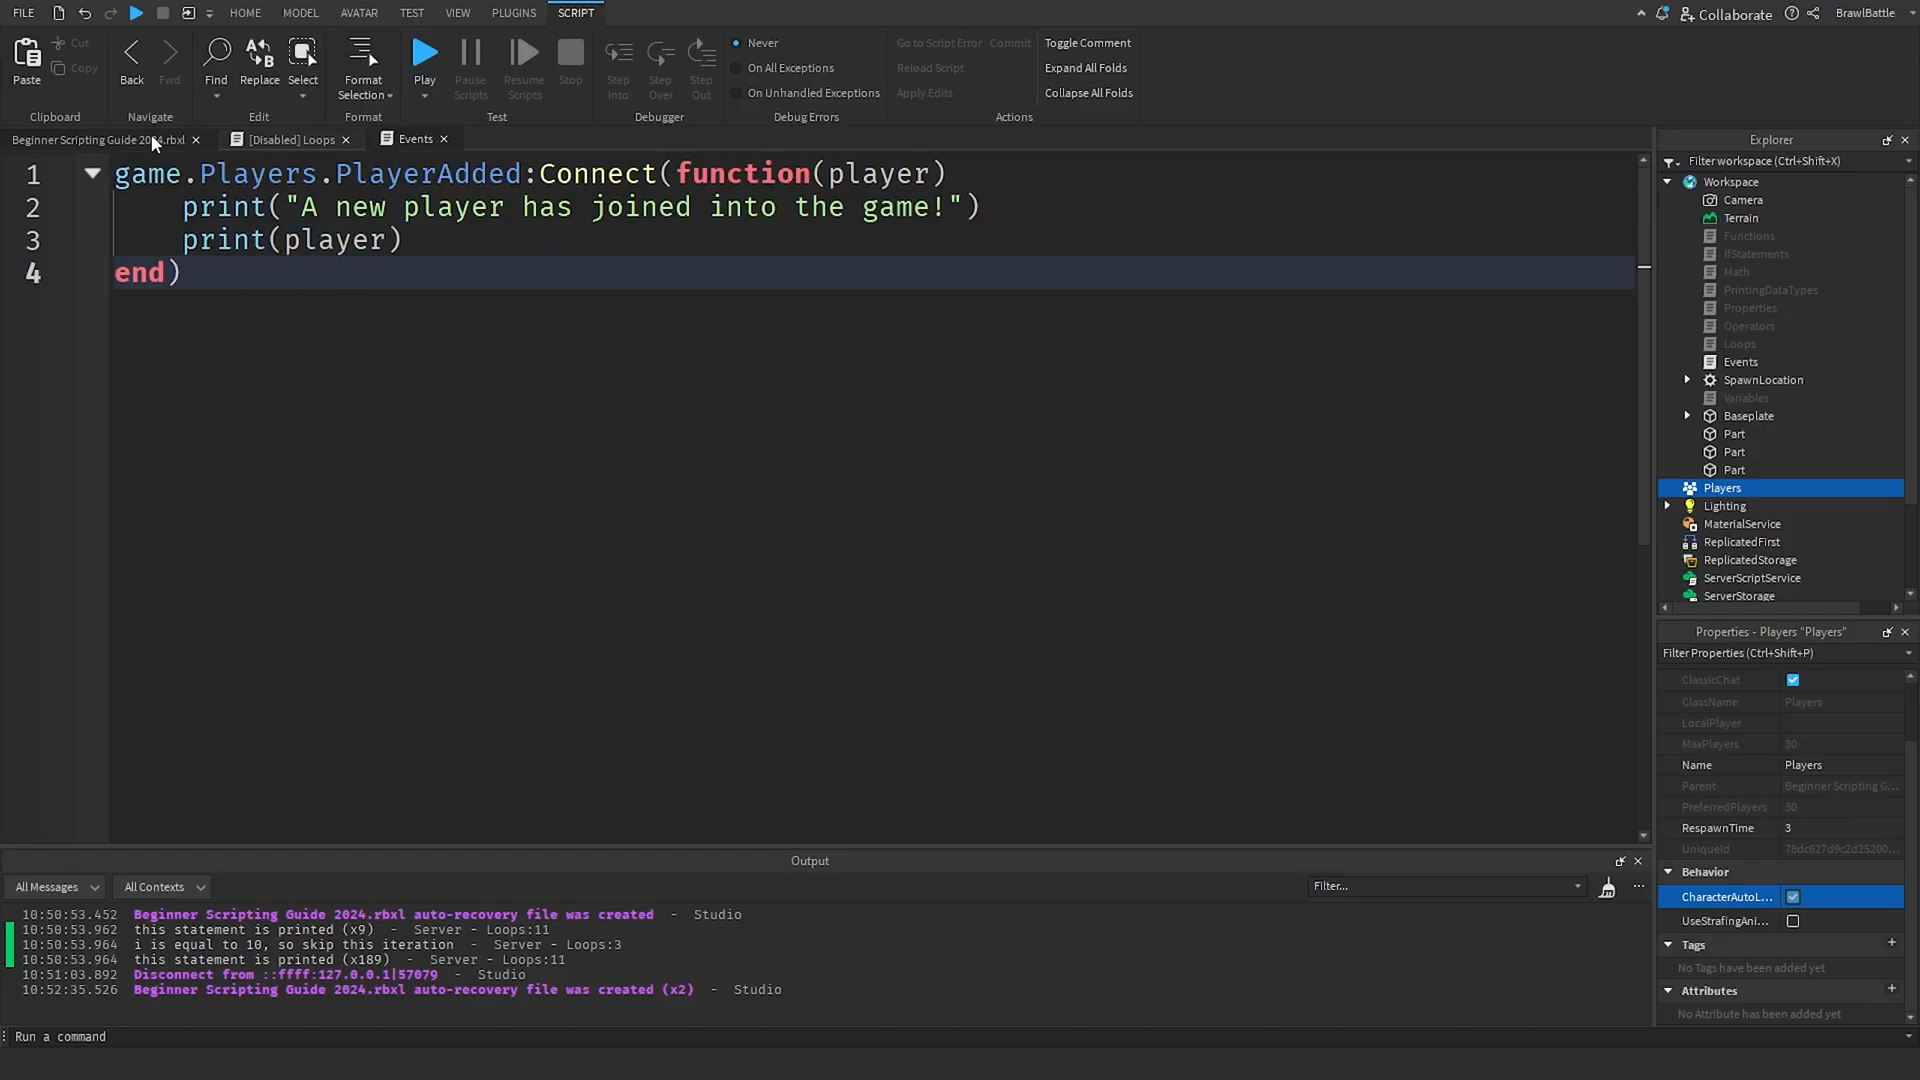 FILE HOME MODEL AVATAR TEST VIEW PLUGINS SCRIPT Collaborate BrawlBattle
Paste Cut Copy Back Fwd Find Replace Select Format Selection Play Pause Scripts Resume Scripts Stop Step Into Step Over Step Out
Never
On All Exceptions
On Unhandled Exceptions
Go to Script Error Commit
Reload Script
Apply Edits
Toggle Comment
Expand All Folds
Collapse All Folds
Clipboard Navigate Edit Format Test Debugger Debug Errors Actions
Beginner Scripting Guide 2024.rbxl [Disabled] Loops Events
1 game.Players.PlayerAdded:Connect(function(player)
2 print("A new player has joined into the game!")
3 print(player)
4 end)
Explorer
Filter workspace (Ctrl+Shift+X)
Workspace
Camera
Terrain
Functions
IfStatements
Math
PrintingDataTypes
Properties
Operators
Loops
Events
SpawnLocation
Variables
Baseplate
Part
Part
Part
Players
Lighting
MaterialService
ReplicatedFirst
ReplicatedStorage
ServerScriptService
ServerStorage
Properties - Players "Players"
Filter Properties (Ctrl+Shift+P)
ClassicChat
ClassName Players
LocalPlayer
MaxPlayers 30
Name Players
Parent Beginner Scripting G...
PreferredPlayers 30
RespawnTime 3
UniqueId 78dc627d9c2d25200...
Behavior
CharacterAutoL...
UseStrafingAni...
Tags
No Tags have been added yet
Attributes
No Attribute has been added yet
Output
All Messages All Contexts Filter...
10:50:53.452 Beginner Scripting Guide 2024.rbxl auto-recovery file was created - Studio
10:50:53.962 this statement is printed (x9) - Server - Loops:11
10:50:53.964 i is equal to 10, so skip this iteration - Server - Loops:3
10:50:53.964 this statement is printed (x189) - Server - Loops:11
10:51:03.892 Disconnect from ::ffff:127.0.0.1|57079 - Studio
10:52:35.526 Beginner Scripting Guide 2024.rbxl auto-recovery file was created (x2) - Studio
Run a command